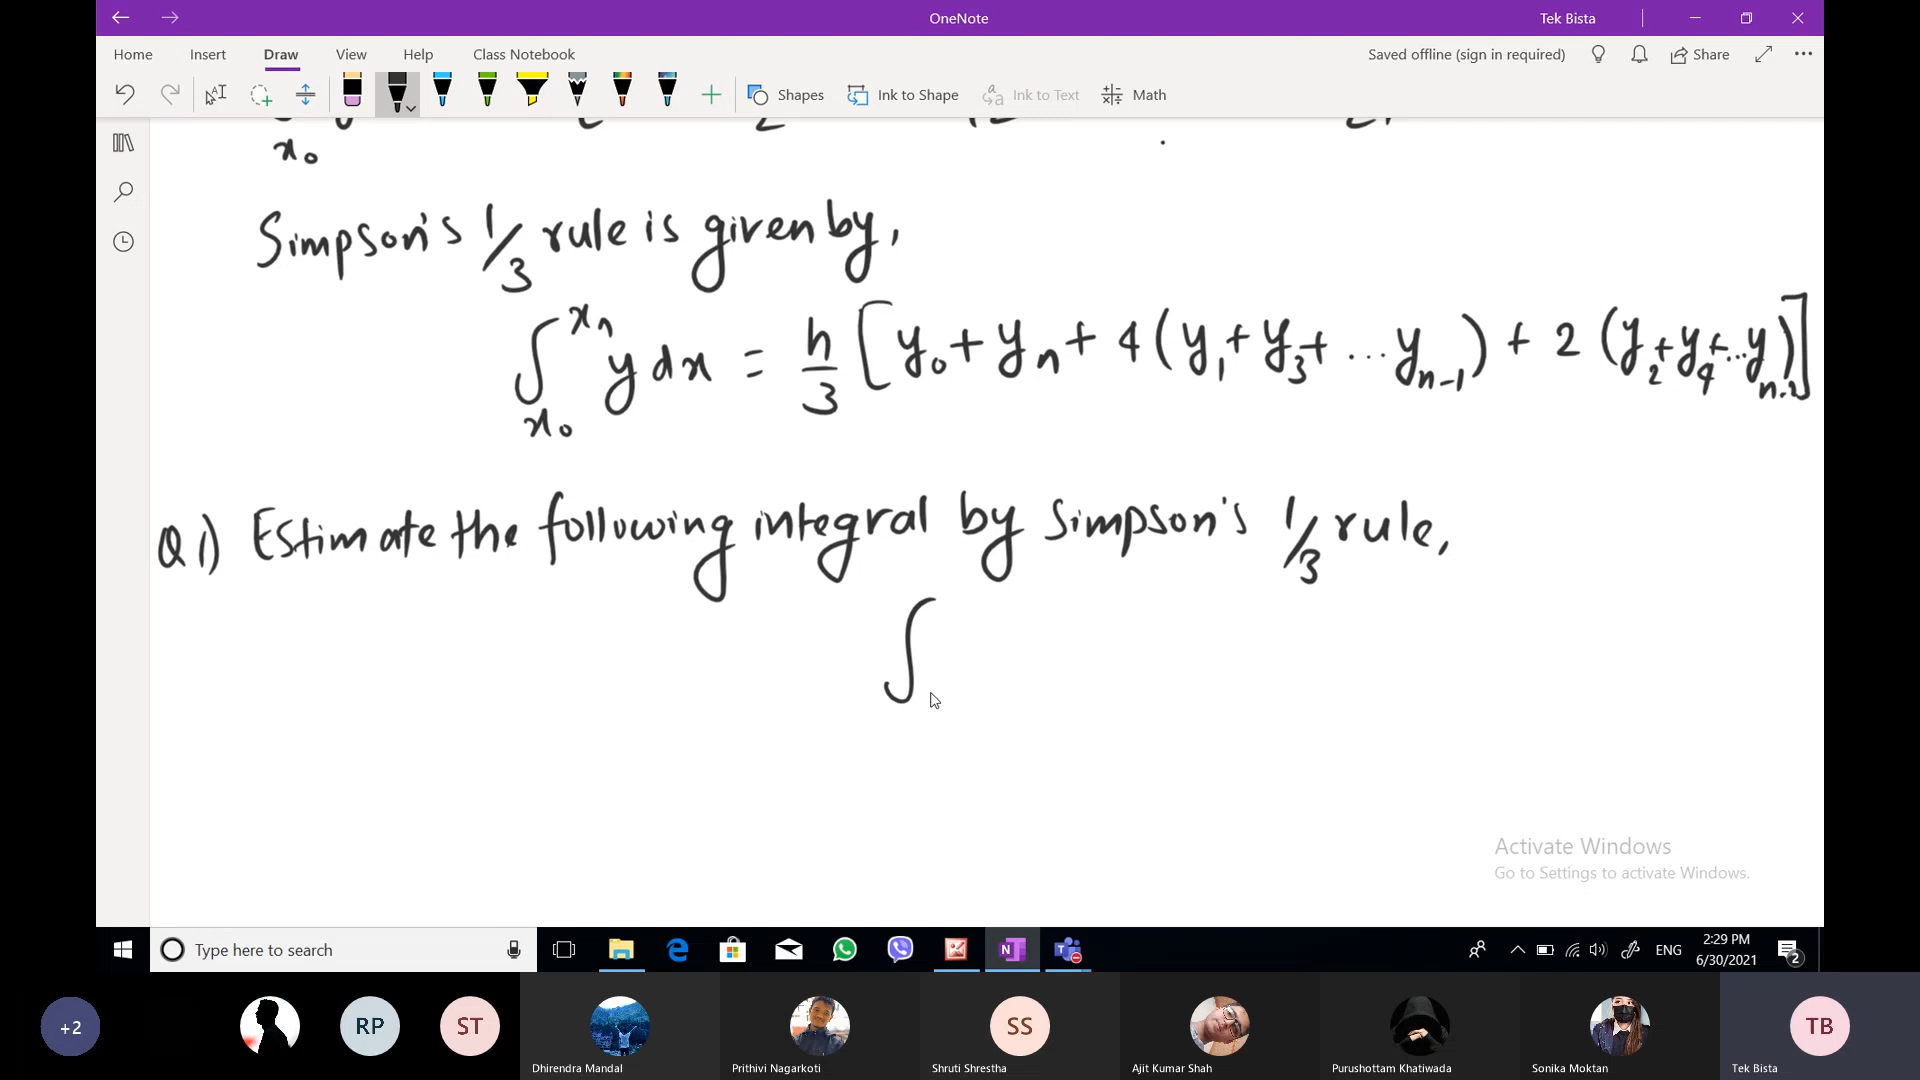 OneNote
Tek Bista
Home Insert Draw View Help Class Notebook
Saved offline (sign in required) Share
Shapes Ink to Shape Ink to Text Math
x₀
Simpson's 1/3 rule is given by,
∫ₓ₀^xₙ y dx = h/3 [y₀ + yₙ + 4 (y₁ + y₃ + ... yₙ₋₁) + 2 (y₂ + y₄ + ... yₙ₋₂)]
Q1) Estimate the following integral by Simpson's 1/3 rule,
∫
Activate Windows
Go to Settings to activate Windows.
Type here to search
ENG
2:29 PM
6/30/2021
2
+2
RP
ST
SS
TB
Dhirendra Mandal
Prithivi Nagarkoti
Shruti Shrestha
Ajit Kumar Shah
Purushottam Khatiwada
Sonika Moktan
Tek Bista